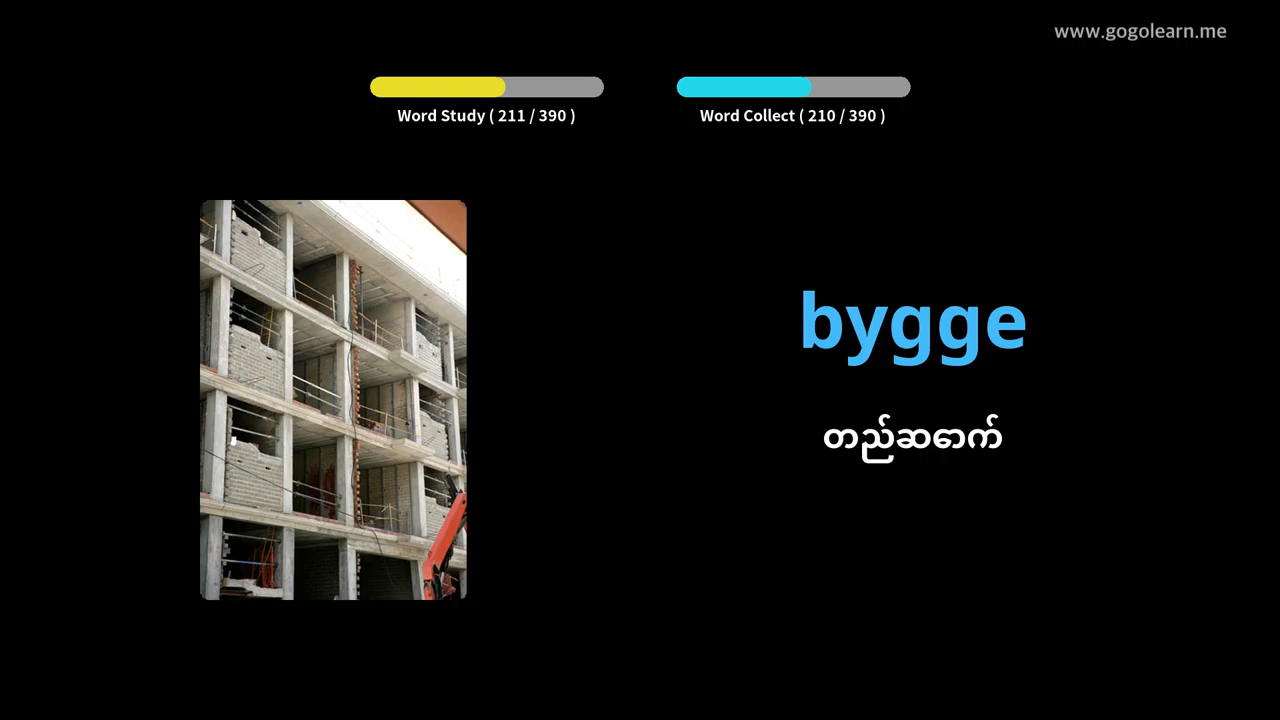 www.gogolearn.me
Word Study ( 211 / 390 )
Word Collect ( 210 / 390 )
bygge
တည်ဆောက်